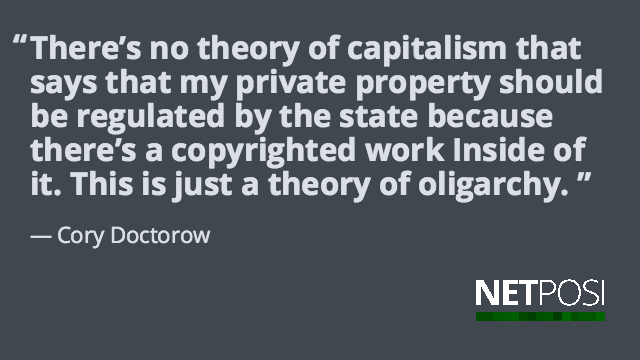 “There’s no theory of capitalism that
says that my private property should
be regulated by the state because
there’s a copyrighted work Inside of
it. This is just a theory of oligarchy. ”
— Cory Doctorow
NETPOSI